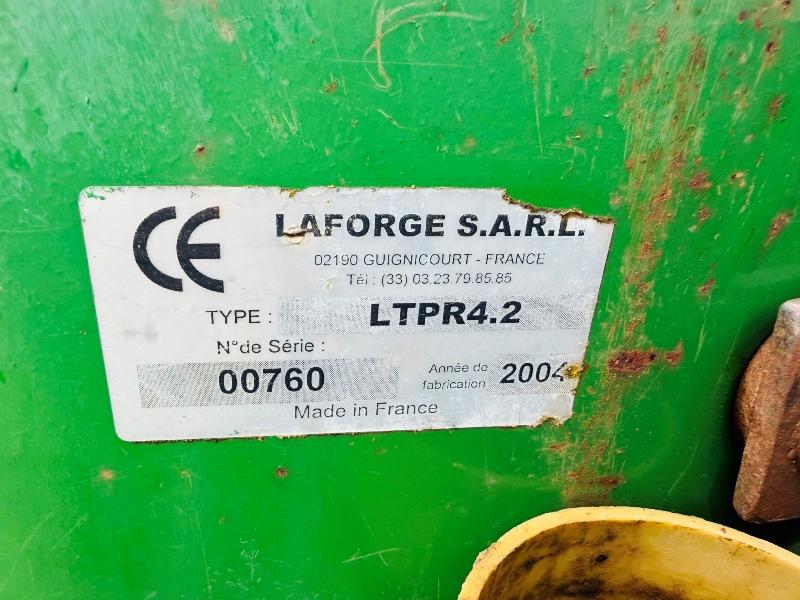 CE
LAFORGE S.A.R.L.
02190 GUIGNICOURT - FRANCE
Tél : (33) 03.23.79.85.85
TYPE : LTPR4.2
N°de Série :
00760
Année de fabrication 2004
Made in France